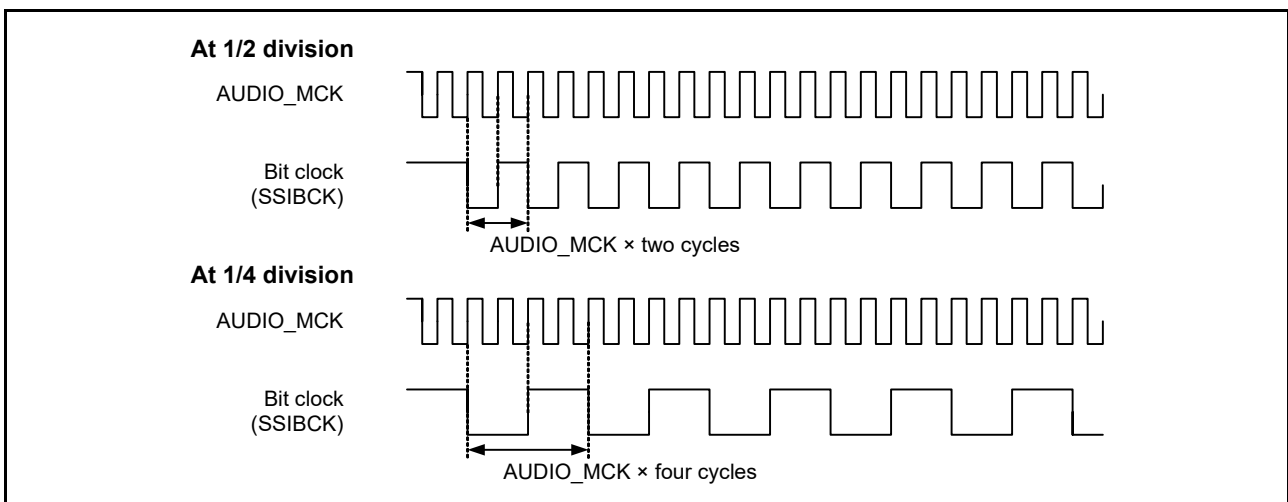 At 1/2 division
AUDIO_MCK
Bit clock
(SSIBCK)
AUDIO_MCK × two cycles
At 1/4 division
AUDIO_MCK
Bit clock
(SSIBCK)
AUDIO_MCK × four cycles